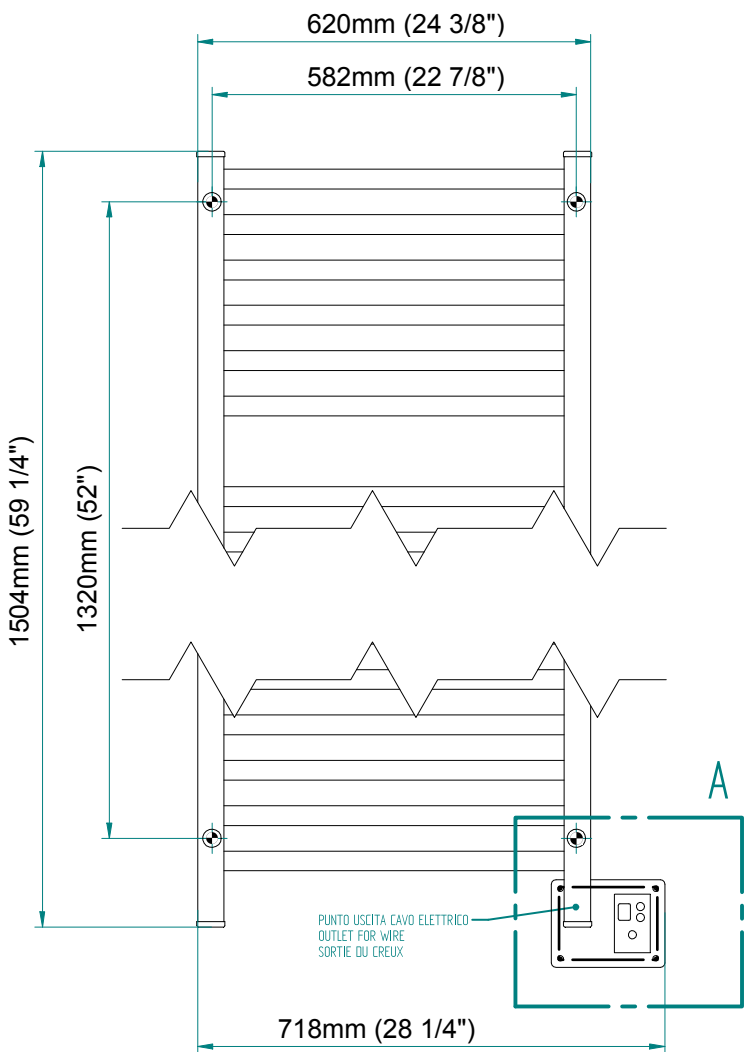 620mm (24 3/8")
582mm (22 7/8")
1504mm (59 1/4")
1320mm (52")
A
PUNTO USCITA CAVO ELETTRICO
OUTLET FOR WIRE
SORTIE DU CREUX
718mm (28 1/4")